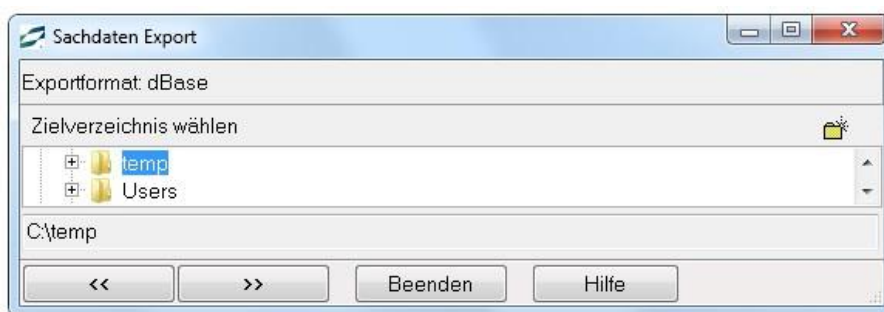 Sachdaten Export
Exportformat: dBase
Zielverzeichnis wählen
temp
Users
C:\temp
<< >> Beenden Hilfe